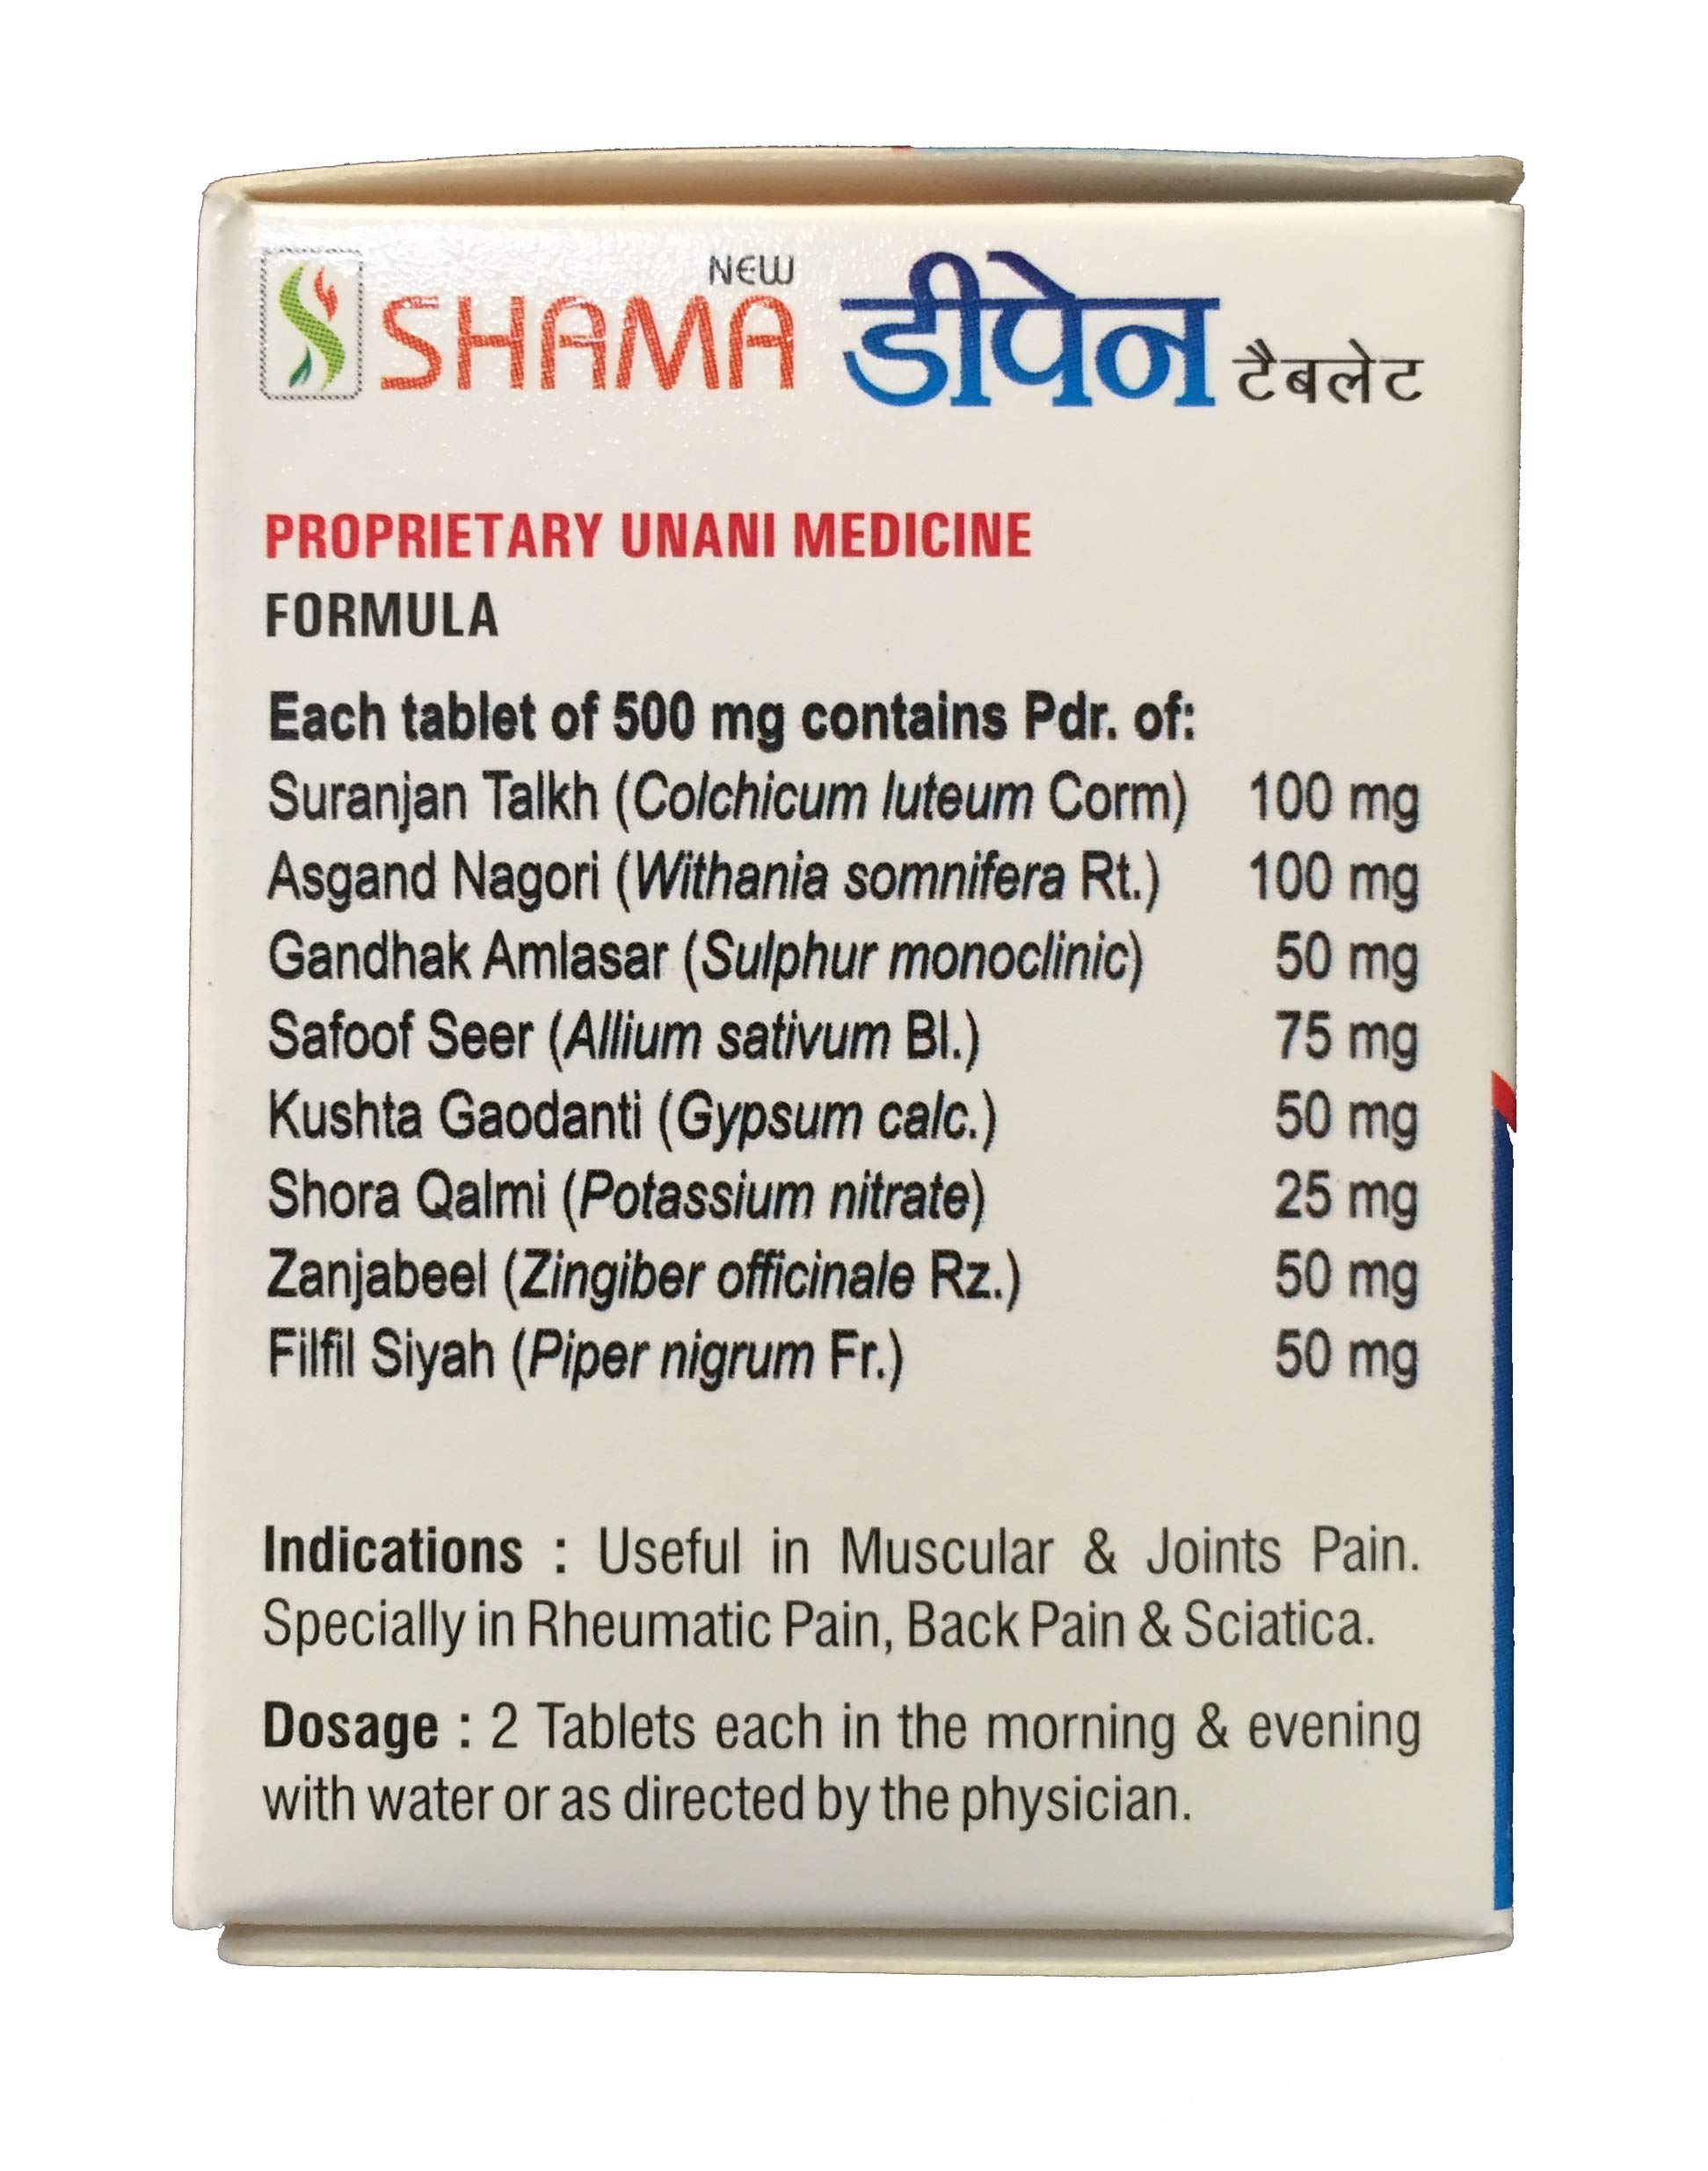 NEW
SHAMA डीपेन टैबलेट
PROPRIETARY UNANI MEDICINE
FORMULA
Each tablet of 500 mg contains Pdr. of:
Suranjan Talkh (Colchicum luteum Corm) 100 mg
Asgand Nagori (Withania somnifera Rt.) 100 mg
Gandhak Amlasar (Sulphur monoclinic) 50 mg
Safoof Seer (Allium sativum Bl.) 75 mg
Kushta Gaodanti (Gypsum calc.) 50 mg
Shora Qalmi (Potassium nitrate) 25 mg
Zanjabeel (Zingiber officinale Rz.) 50 mg
Filfil Siyah (Piper nigrum Fr.) 50 mg
Indications : Useful in Muscular & Joints Pain.
Specially in Rheumatic Pain, Back Pain & Sciatica.
Dosage : 2 Tablets each in the morning & evening
with water or as directed by the physician.